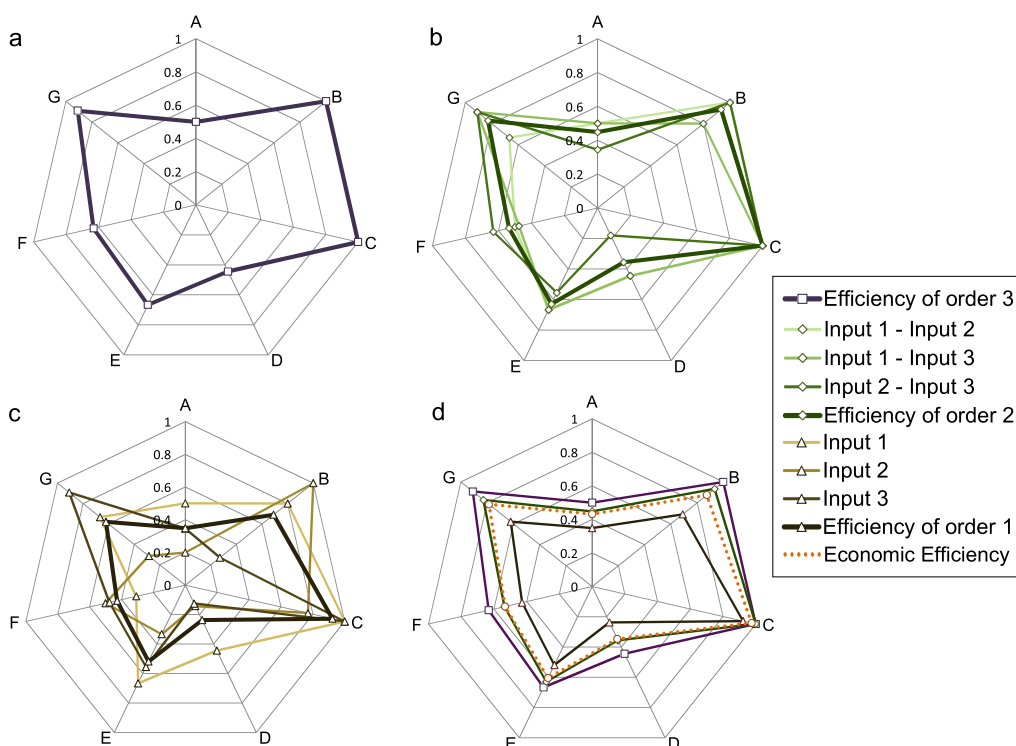 a
A
1
0.8
0.6
0.4
0.2
0
B
C
D
E
F
G
b
A
1
0.8
0.6
0.4
0.2
0
B
C
D
E
F
G
c
A
1
0.8
0.6
0.4
0.2
0
B
C
D
E
F
G
d
A
1
0.8
0.6
0.4
0.2
0
B
C
D
E
F
G
Efficiency of order 3
Input 1 - Input 2
Input 1 - Input 3
Input 2 - Input 3
Efficiency of order 2
Input 1
Input 2
Input 3
Efficiency of order 1
Economic Efficiency